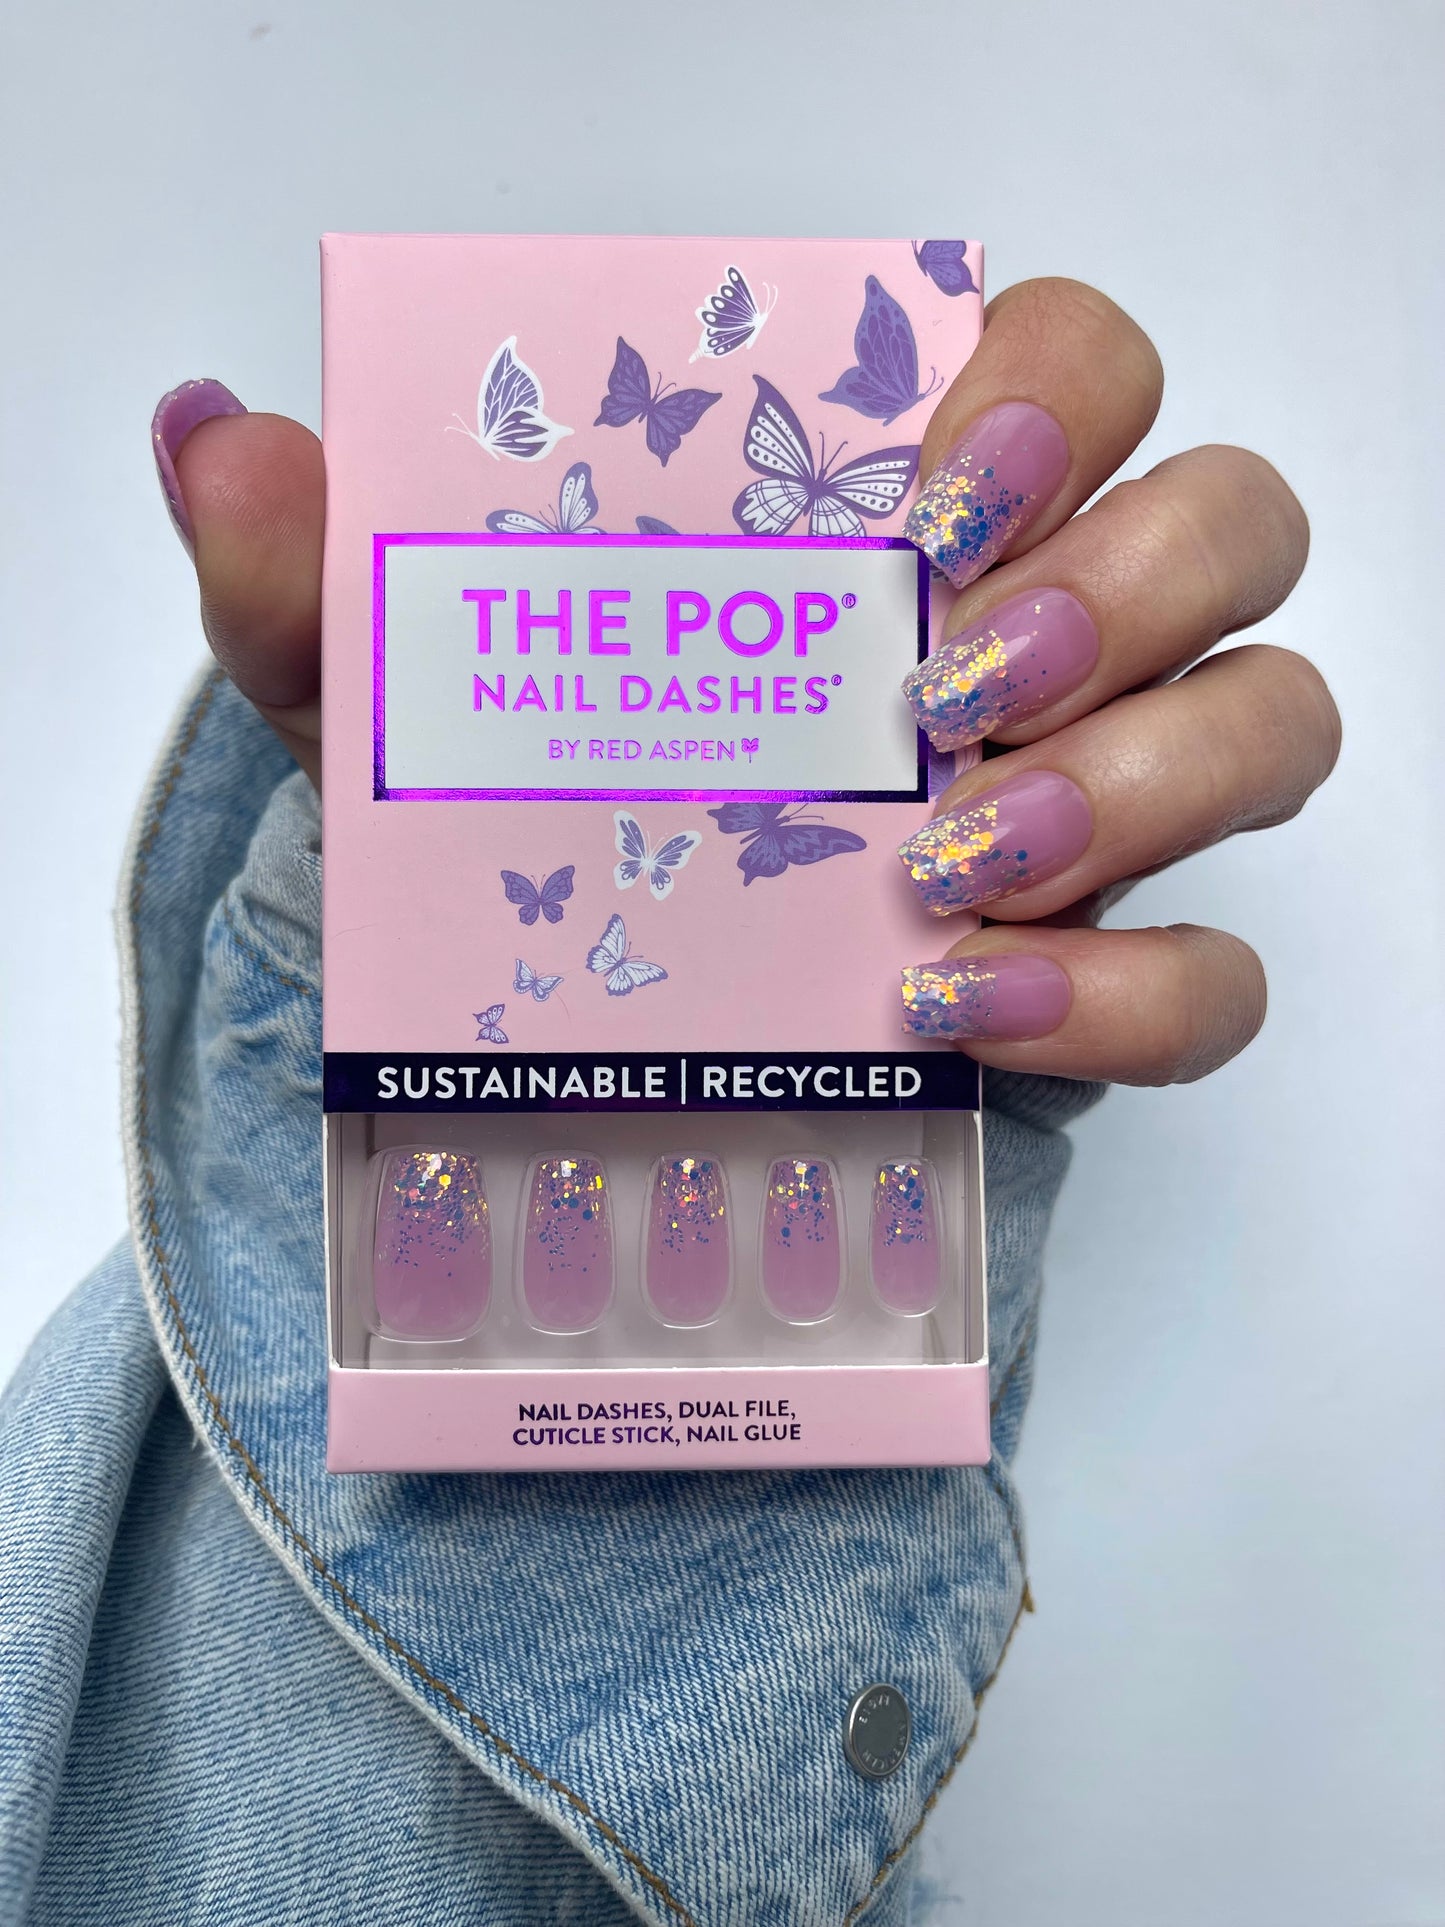 THE POP®
NAIL DASHES®
BY RED ASPEN
SUSTAINABLE | RECYCLED
NAIL DASHES, DUAL FILE,
CUTICLE STICK, NAIL GLUE